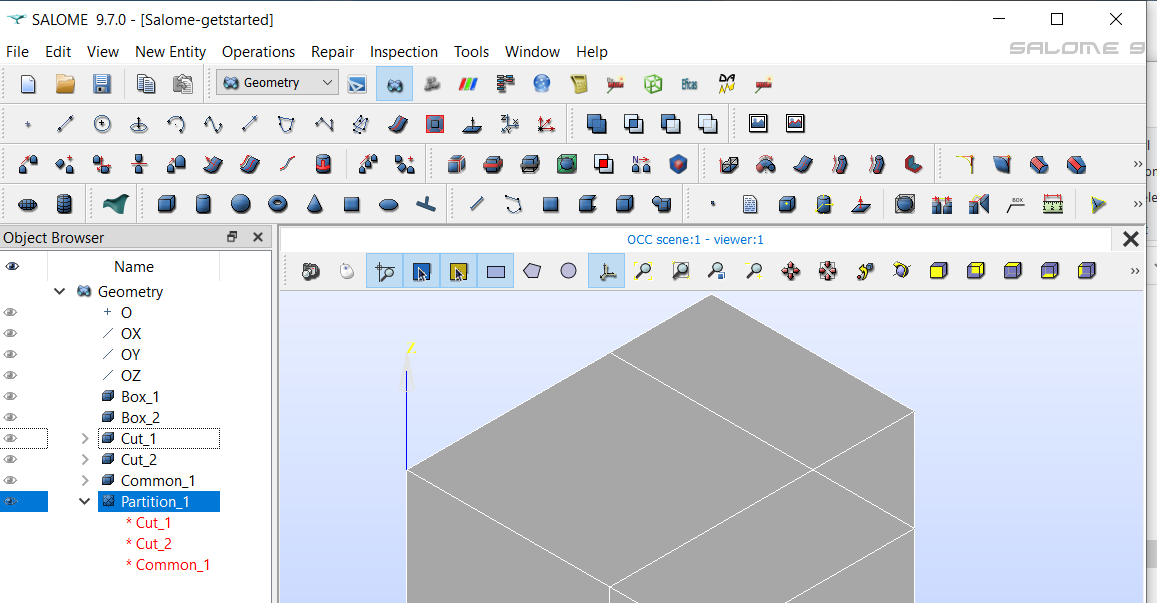 SALOME 9.7.0 - [Salome-getstarted]
File Edit View New Entity Operations Repair Inspection Tools Window Help
SALOME 9
Geometry
Eficas
BOX
Object Browser
OCC scene:1 - viewer:1
Name
Geometry
O
OX
OY
OZ
Box_1
Box_2
Cut_1
Cut_2
Common_1
Partition_1
* Cut_1
* Cut_2
* Common_1
Z